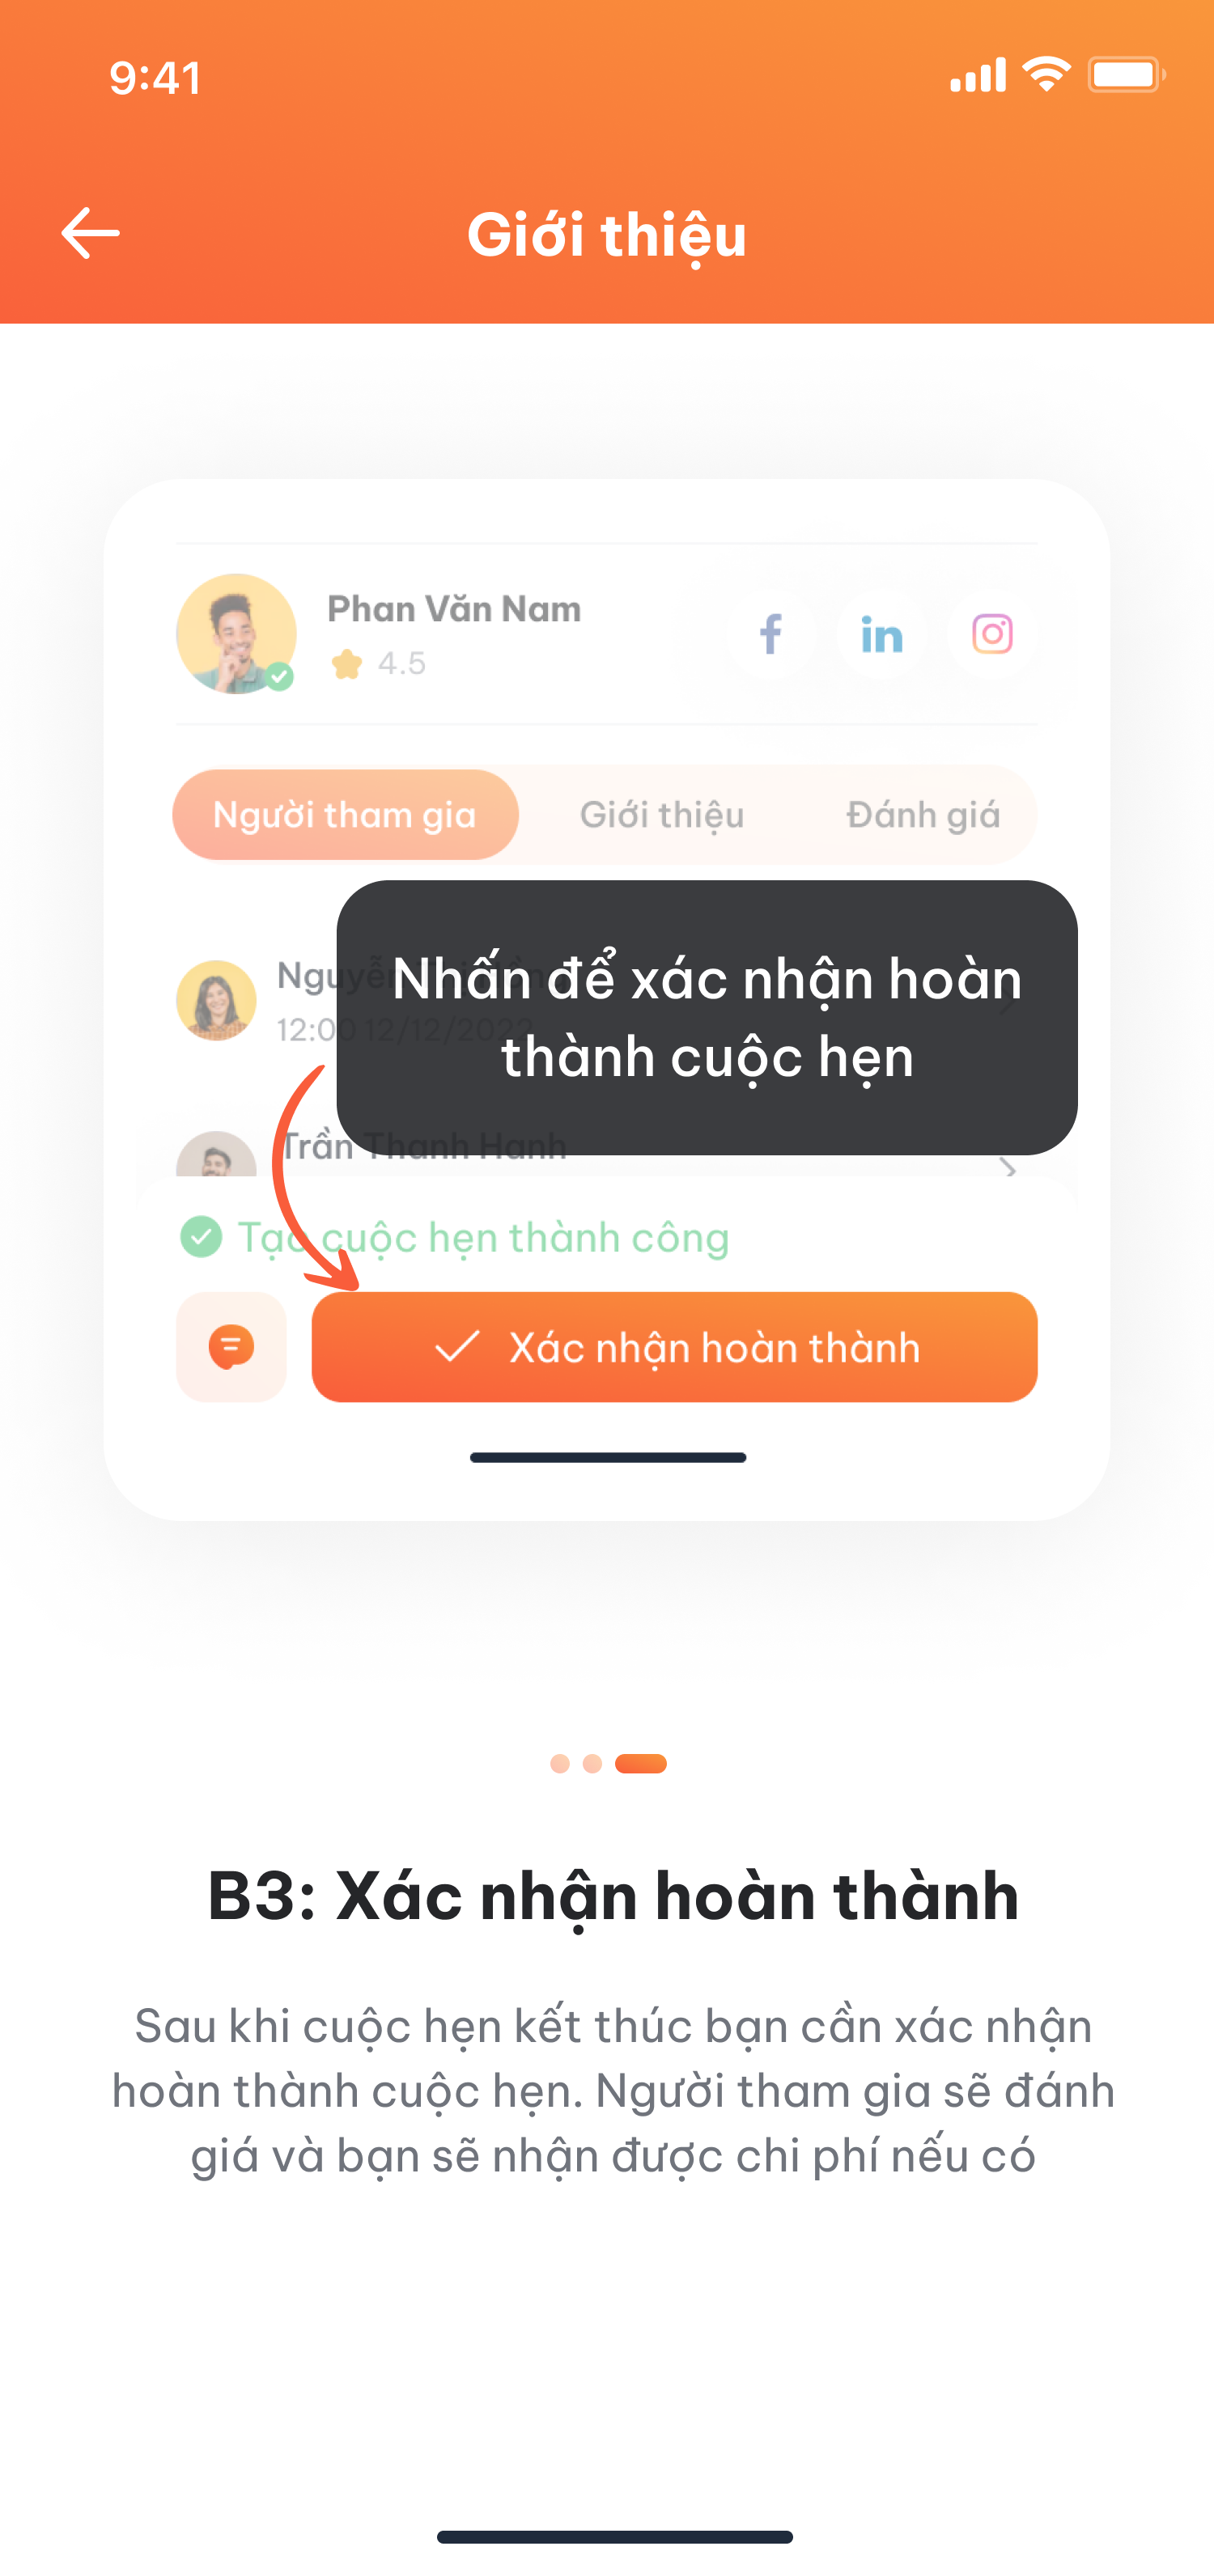 9:41
Giới thiệu
Phan Văn Nam
4.5
Người tham gia
Giới thiệu
Đánh giá
Nhấn để xác nhận hoàn
thành cuộc hẹn
Nguyễn
12:00 12/12/2022
Trần Thanh Hạnh
Tạo cuộc hẹn thành công
Xác nhận hoàn thành
B3: Xác nhận hoàn thành
Sau khi cuộc hẹn kết thúc bạn cần xác nhận
hoàn thành cuộc hẹn. Người tham gia sẽ đánh
giá và bạn sẽ nhận được chi phí nếu có